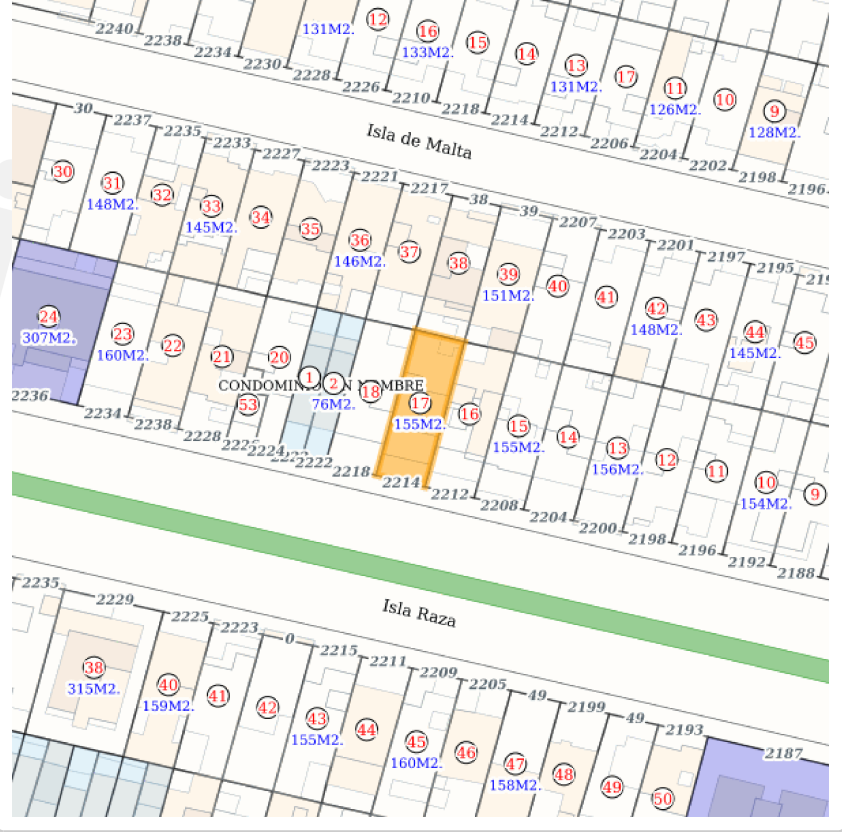 2240 2238 2234 2230 131M2. 2228 12 2226
16 133M2. 2210 15 2218 14 2214
13 131M2. 2212 17 2206 11 126M2. 2204
10 2202 9 128M2. 2198 2196
Isla de Malta
30 2237 2235 2233 2227 2223 2221 2217 38 39 2207 2203 2201 2197 2195
30 31 148M2. 32 33 145M2. 34 35 36 146M2. 37 38 39 151M2. 40 41 42 148M2. 43 44 145M2. 45
24 307M2. 23 160M2. 22 21 20 1 2 76M2. 18 17 155M2. 16 15 155M2. 14 13 156M2. 12 11 10 154M2. 9
CONDOMINIO SIN NOMBRE
53
2236 2234 2238 2228 2224 2222 2218 2214 2212 2208 2204 2200 2198 2196 2192 2188
Isla Raza
2235 2229 2225 2223 0 2215 2211 2209 2205 49 2199 49 2193 2187
38 315M2. 40 159M2. 41 42 43 155M2. 44 45 160M2. 46 47 158M2. 48 49 50